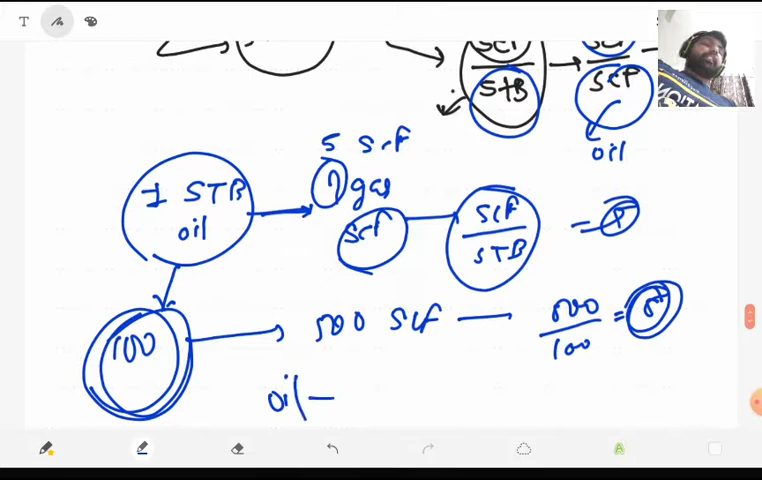 T
scf scf
STB scf
oil
5 scf
1 gas
1 STB
oil
scf
scf
STB
= 5
100
500 scf
500
100
= 5
oil
A